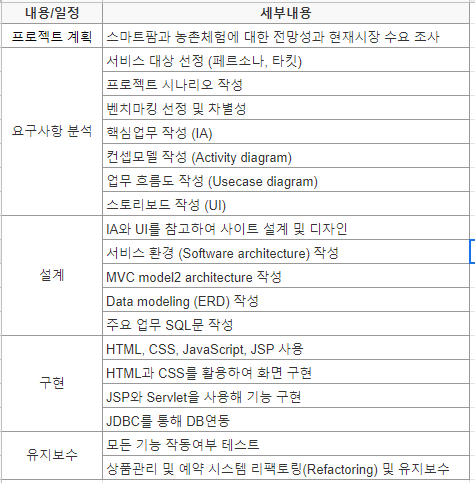 내용/일정 세부내용
프로젝트 계획 스마트팜과 농촌체험에 대한 전망성과 현재시장 수요 조사
요구사항 분석
서비스 대상 선정 (페르소나, 타킷)
프로젝트 시나리오 작성
벤치마킹 선정 및 차별성
핵심업무 작성 (IA)
컨셉모델 작성 (Activity diagram)
업무 흐름도 작성 (Usecase diagram)
스토리보드 작성 (UI)
설계
IA와 UI를 참고하여 사이트 설계 및 디자인
서비스 환경 (Software architecture) 작성
MVC model2 architecture 작성
Data modeling (ERD) 작성
주요 업무 SQL문 작성
구현
HTML, CSS, JavaScript, JSP 사용
HTML과 CSS를 활용하여 화면 구현
JSP와 Servlet을 사용해 기능 구현
JDBC를 통해 DB연동
유지보수
모든 기능 작동여부 테스트
상품관리 및 예약 시스템 리팩토링(Refactoring) 및 유지보수